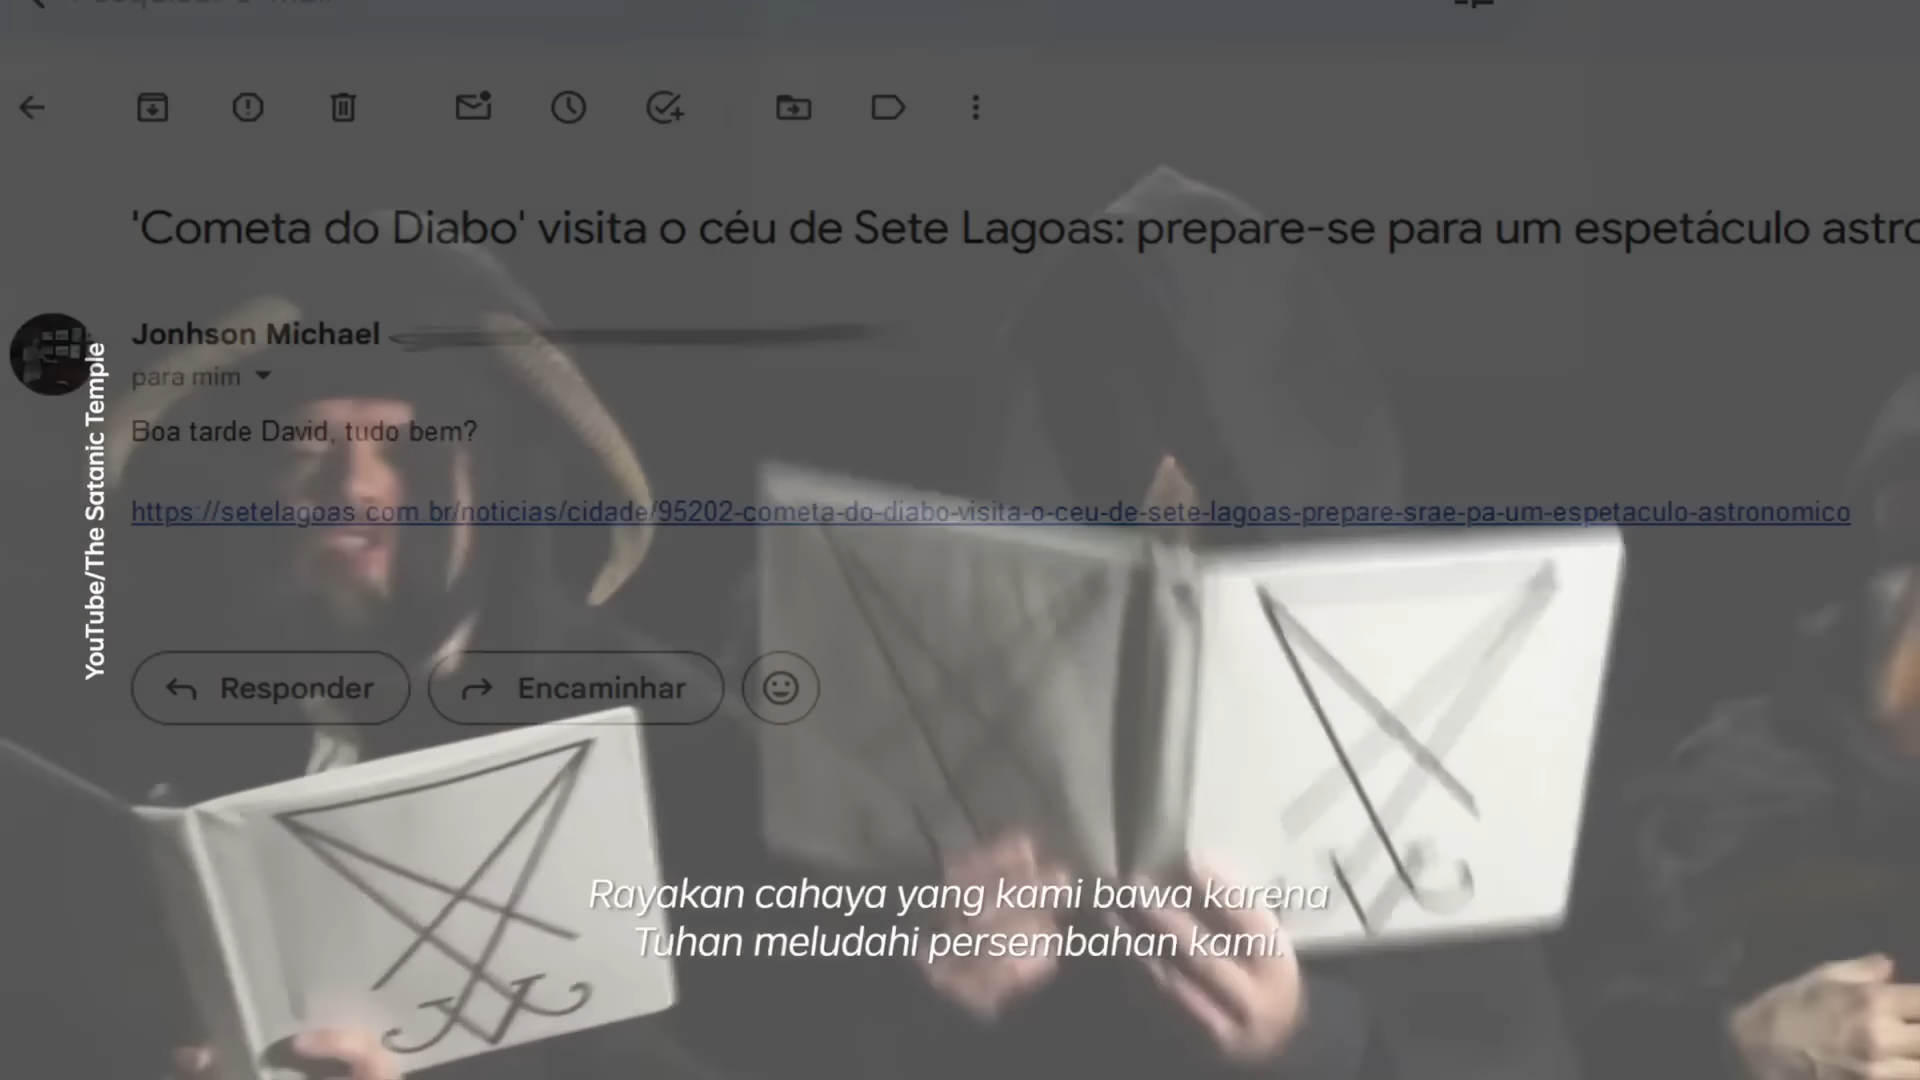 'Cometa do Diabo' visita o céu de Sete Lagoas: prepare-se para um espetáculo
Jonhson Michael
para mim
Boa tarde David, tudo bem?
https://setelagoas.com.br/noticias/cidade/95202-cometa-do-diabo-visita-o-ceu-de-sete-lagoas-prepare-srae-pa-um-espetaculo-astronomico
Responder
Encaminhar
YouTube/The Satanic Temple
Rayakan cahaya yang kami bawa karena
Tuhan meludahi persembahan kami.